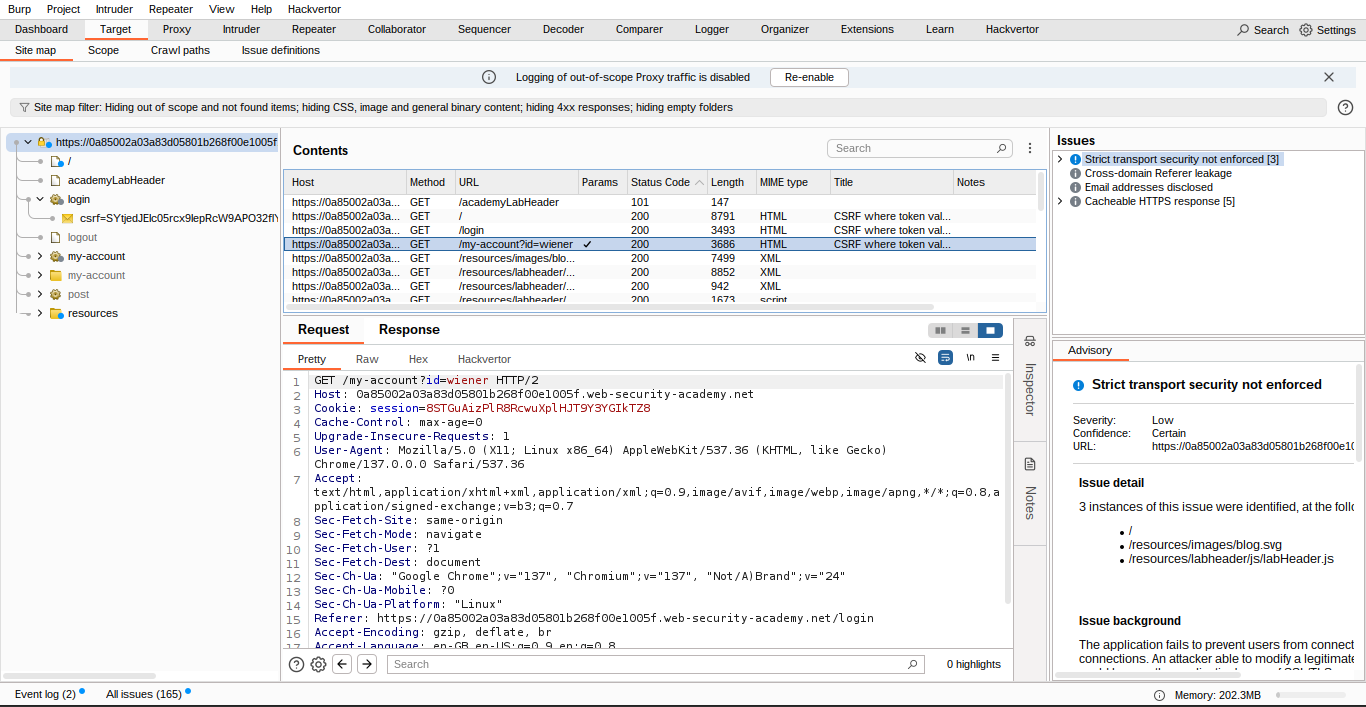 Burp Project Intruder Repeater View Help Hackvertor
Dashboard Target Proxy Intruder Repeater Collaborator Sequencer Decoder Comparer Logger Organizer Extensions Learn Hackvertor Search Settings
Site map Scope Crawl paths Issue definitions
Logging of out-of-scope Proxy traffic is disabled Re-enable
Site map filter: Hiding out of scope and not found items; hiding CSS, image and general binary content; hiding 4xx responses; hiding empty folders
https://0a85002a03a83d05801b268f00e1005f
/
academyLabHeader
login
csrf=SYtjedJElc05rcx9lepRcW9APO32flY
logout
my-account
my-account
post
resources
Contents
Search
Host Method URL Params Status Code Length MIME type Title Notes
https://0a85002a03a... GET /academyLabHeader 101 147
https://0a85002a03a... GET / 200 8791 HTML CSRF where token val...
https://0a85002a03a... GET /login 200 3493 HTML CSRF where token val...
https://0a85002a03a... GET /my-account?id=wiener ✓ 200 3686 HTML CSRF where token val...
https://0a85002a03a... GET /resources/images/blo... 200 7499 XML
https://0a85002a03a... GET /resources/labheader/... 200 8852 XML
https://0a85002a03a... GET /resources/labheader/... 200 942 XML
https://0a85002a03a... GET /resources/labheader/ 200 1673 script
Request Response
Pretty Raw Hex Hackvertor \n
1 GET /my-account?id=wiener HTTP/2
2 Host: 0a85002a03a83d05801b268f00e1005f.web-security-academy.net
3 Cookie: session=8STGuAizPlR8RcwuXplHJT9Y3YGIkTZ8
4 Cache-Control: max-age=0
5 Upgrade-Insecure-Requests: 1
6 User-Agent: Mozilla/5.0 (X11; Linux x86_64) AppleWebKit/537.36 (KHTML, like Gecko)
Chrome/137.0.0.0 Safari/537.36
7 Accept:
text/html,application/xhtml+xml,application/xml;q=0.9,image/avif,image/webp,image/apng,*/*;q=0.8,a
pplication/signed-exchange;v=b3;q=0.7
8 Sec-Fetch-Site: same-origin
9 Sec-Fetch-Mode: navigate
10 Sec-Fetch-User: ?1
11 Sec-Fetch-Dest: document
12 Sec-Ch-Ua: "Google Chrome";v="137", "Chromium";v="137", "Not/A)Brand";v="24"
13 Sec-Ch-Ua-Mobile: ?0
14 Sec-Ch-Ua-Platform: "Linux"
15 Referer: https://0a85002a03a83d05801b268f00e1005f.web-security-academy.net/login
16 Accept-Encoding: gzip, deflate, br
17 Accept-Language: en-GB,en-US;q=0.9,en;q=0.8
Search 0 highlights
Inspector
Notes
Issues
Strict transport security not enforced [3]
Cross-domain Referer leakage
Email addresses disclosed
Cacheable HTTPS response [5]
Advisory
Strict transport security not enforced
Severity: Low
Confidence: Certain
URL: https://0a85002a03a83d05801b268f00e10
Issue detail
3 instances of this issue were identified, at the follo
/
/resources/images/blog.svg
/resources/labheader/js/labHeader.js
Issue background
The application fails to prevent users from connect
connections. An attacker able to modify a legitimate
Event log (2) All issues (165) Memory: 202.3MB